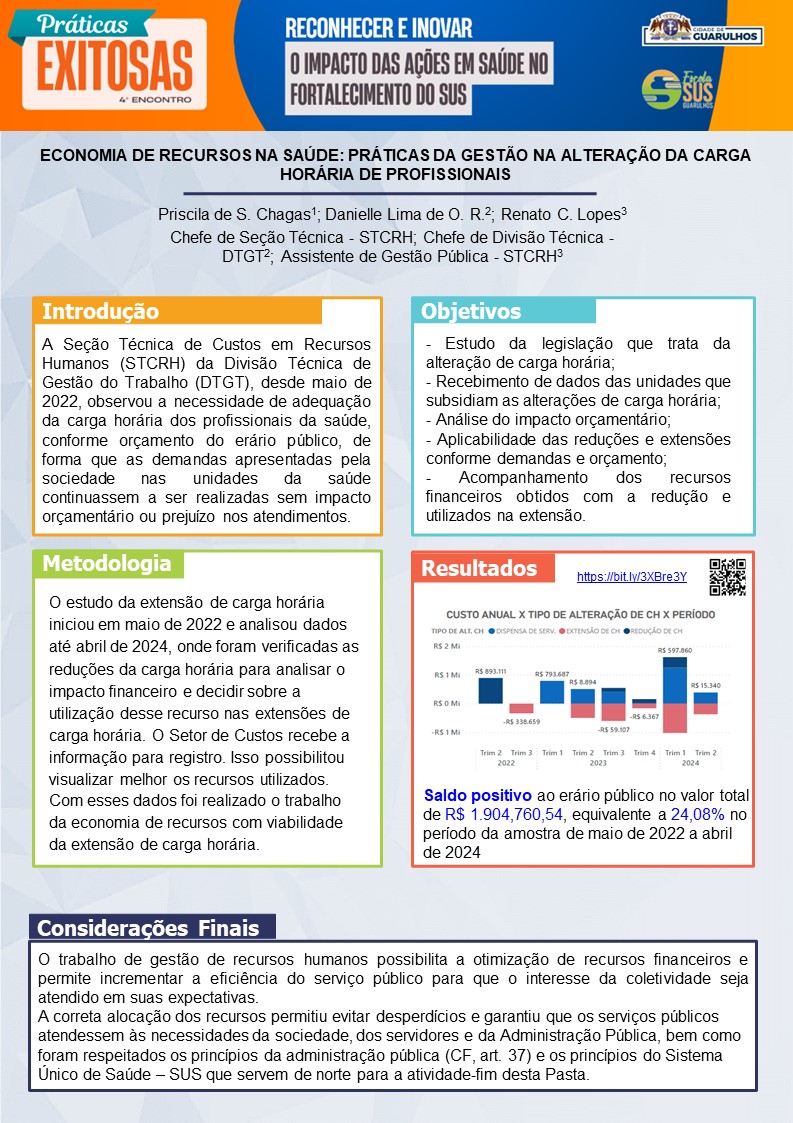 Práticas
EXITOSAS
4º ENCONTRO
RECONHECER E INOVAR
O IMPACTO DAS AÇÕES EM SAÚDE NO
FORTALECIMENTO DO SUS
CIDADE DE
GUARULHOS
Escola
SUS
GUARULHOS
ECONOMIA DE RECURSOS NA SAÚDE: PRÁTICAS DA GESTÃO NA ALTERAÇÃO DA CARGA
HORÁRIA DE PROFISSIONAIS
Priscila de S. Chagas¹; Danielle Lima de O. R.²; Renato C. Lopes³
Chefe de Seção Técnica - STCRH; Chefe de Divisão Técnica -
DTGT²; Assistente de Gestão Pública - STCRH³
Introdução
A Seção Técnica de Custos em Recursos
Humanos (STCRH) da Divisão Técnica de
Gestão do Trabalho (DTGT), desde maio de
2022, observou a necessidade de adequação
da carga horária dos profissionais da saúde,
conforme orçamento do erário público, de
forma que as demandas apresentadas pela
sociedade nas unidades da saúde
continuassem a ser realizadas sem impacto
orçamentário ou prejuízo nos atendimentos.
Objetivos
- Estudo da legislação que trata da
alteração de carga horária;
- Recebimento de dados das unidades que
subsidiam as alterações de carga horária;
- Análise do impacto orçamentário;
- Aplicabilidade das reduções e extensões
conforme demandas e orçamento;
- Acompanhamento dos recursos
financeiros obtidos com a redução e
utilizados na extensão.
Metodologia
O estudo da extensão de carga horária
iniciou em maio de 2022 e analisou dados
até abril de 2024, onde foram verificadas as
reduções da carga horária para analisar o
impacto financeiro e decidir sobre a
utilização desse recurso nas extensões de
carga horária. O Setor de Custos recebe a
informação para registro. Isso possibilitou
visualizar melhor os recursos utilizados.
Com esses dados foi realizado o trabalho
da economia de recursos com viabilidade
da extensão de carga horária.
Resultados
https://bit.ly/3XBre3Y
CUSTO ANUAL X TIPO DE ALTERAÇÃO DE CH X PERÍODO
TIPO DE ALT. CH DISPENSA DE SERV. EXTENSÃO DE CH REDUÇÃO DE CH
R$ 2 Mi
R$ 1 Mi
R$ 0 Mi
-R$ 1 Mi
R$ 893.111
-R$ 338.659
R$ 793.687
R$ 8.894
-R$ 59.107
-R$ 6.367
R$ 597.860
R$ 15.340
Trim 2 Trim 3 Trim 1 Trim 2 Trim 3 Trim 4 Trim 1 Trim 2
2022 2023 2024
Saldo positivo ao erário público no valor total
de R$ 1.904,760,54, equivalente a 24,08% no
período da amostra de maio de 2022 a abril
de 2024
Considerações Finais
O trabalho de gestão de recursos humanos possibilita a otimização de recursos financeiros e
permite incrementar a eficiência do serviço público para que o interesse da coletividade seja
atendido em suas expectativas.
A correta alocação dos recursos permitiu evitar desperdícios e garantiu que os serviços públicos
atendessem às necessidades da sociedade, dos servidores e da Administração Pública, bem como
foram respeitados os princípios da administração pública (CF, art. 37) e os princípios do Sistema
Único de Saúde – SUS que servem de norte para a atividade-fim desta Pasta.